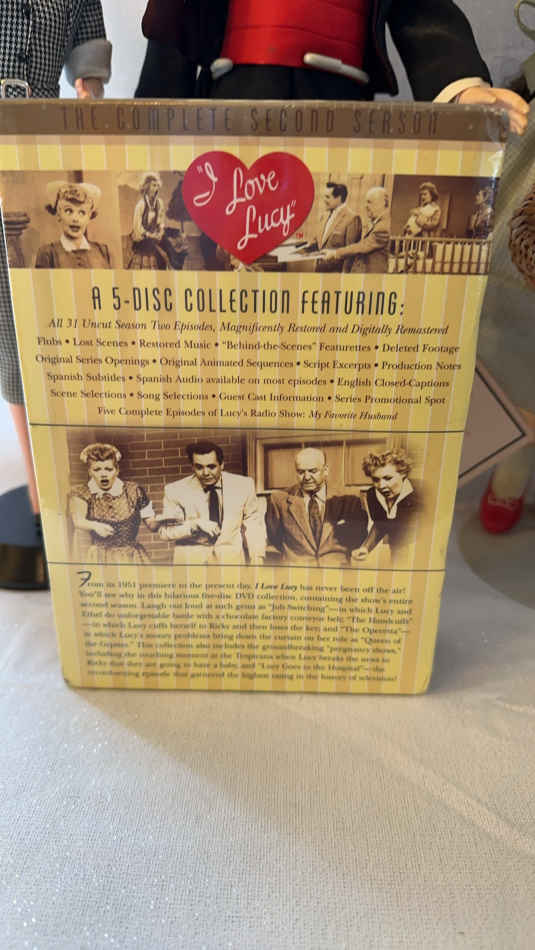 THE COMPLETE SECOND SEASON
"I
Love
Lucy"
TM
A 5-DISC COLLECTION FEATURING:
All 31 Uncut Season Two Episodes, Magnificently Restored and Digitally Remastered
Flubs • Lost Scenes • Restored Music • "Behind-the-Scenes" Featurettes • Deleted Footage
Original Series Openings • Original Animated Sequences • Script Excerpts • Production Notes
Spanish Subtitles • Spanish Audio available on most episodes • English Closed-Captions
Scene Selections • Song Selections • Guest Cast Information • Series Promotional Spot
Five Complete Episodes of Lucy's Radio Show: My Favorite Husband
From its 1951 premiere to the present day, I Love Lucy has never been off the air!
You'll see why in this hilarious five-disc DVD collection, containing the show's entire
second season. Laugh out loud at such gems as "Job Switching"—in which Lucy and
Ethel do unforgettable battle with a chocolate factory conveyor belt; "The Handcuffs"
—in which Lucy cuffs herself to Ricky and then loses the key; and "The Operetta"—
in which Lucy's money problems bring down the curtain on her role as "Queen of
the Gypsies." This collection also includes the groundbreaking "pregnancy shows,"
including the touching moment at the Tropicana when Lucy breaks the news to
Ricky that they are going to have a baby, and "Lucy Goes to the Hospital"—the
recordbreaking episode that garnered the highest rating in the history of television!